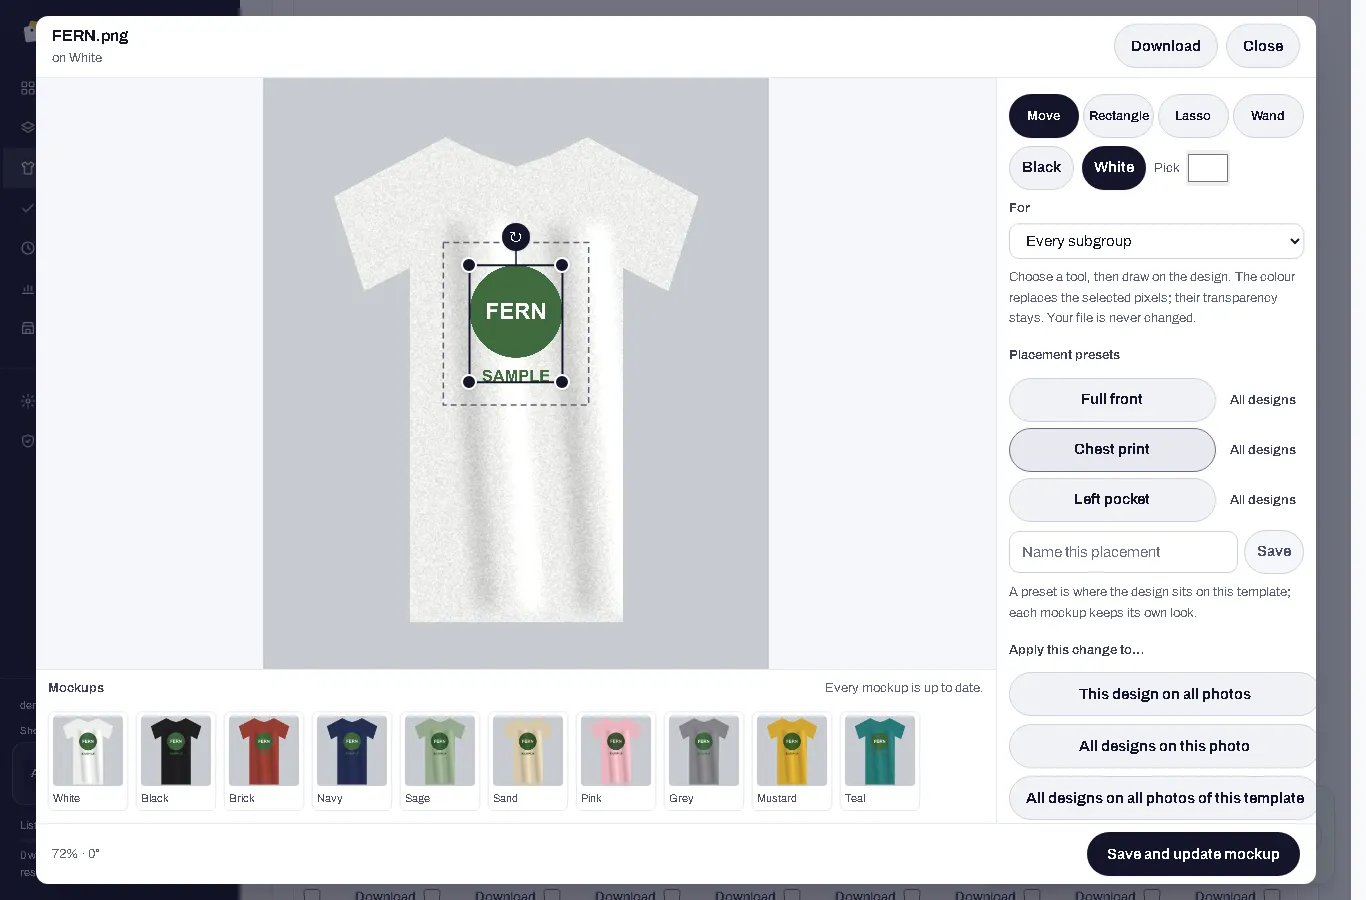 FERN.png
on White
Download
Close
Move
Rectangle
Lasso
Wand
Black
White
Pick
For
Every subgroup
Choose a tool, then draw on the design. The colour
replaces the selected pixels; their transparency
stays. Your file is never changed.
Placement presets
Full front
All designs
Chest print
All designs
Left pocket
All designs
Name this placement
Save
A preset is where the design sits on this template;
each mockup keeps its own look.
Apply this change to...
This design on all photos
All designs on this photo
All designs on all photos of this template
FERN
SAMPLE
Mockups
Every mockup is up to date.
White
Black
Brick
Navy
Sage
Sand
Pink
Grey
Mustard
Teal
72% · 0°
Save and update mockup
Download
Download
Download
Download
Download
Download
Download
Download